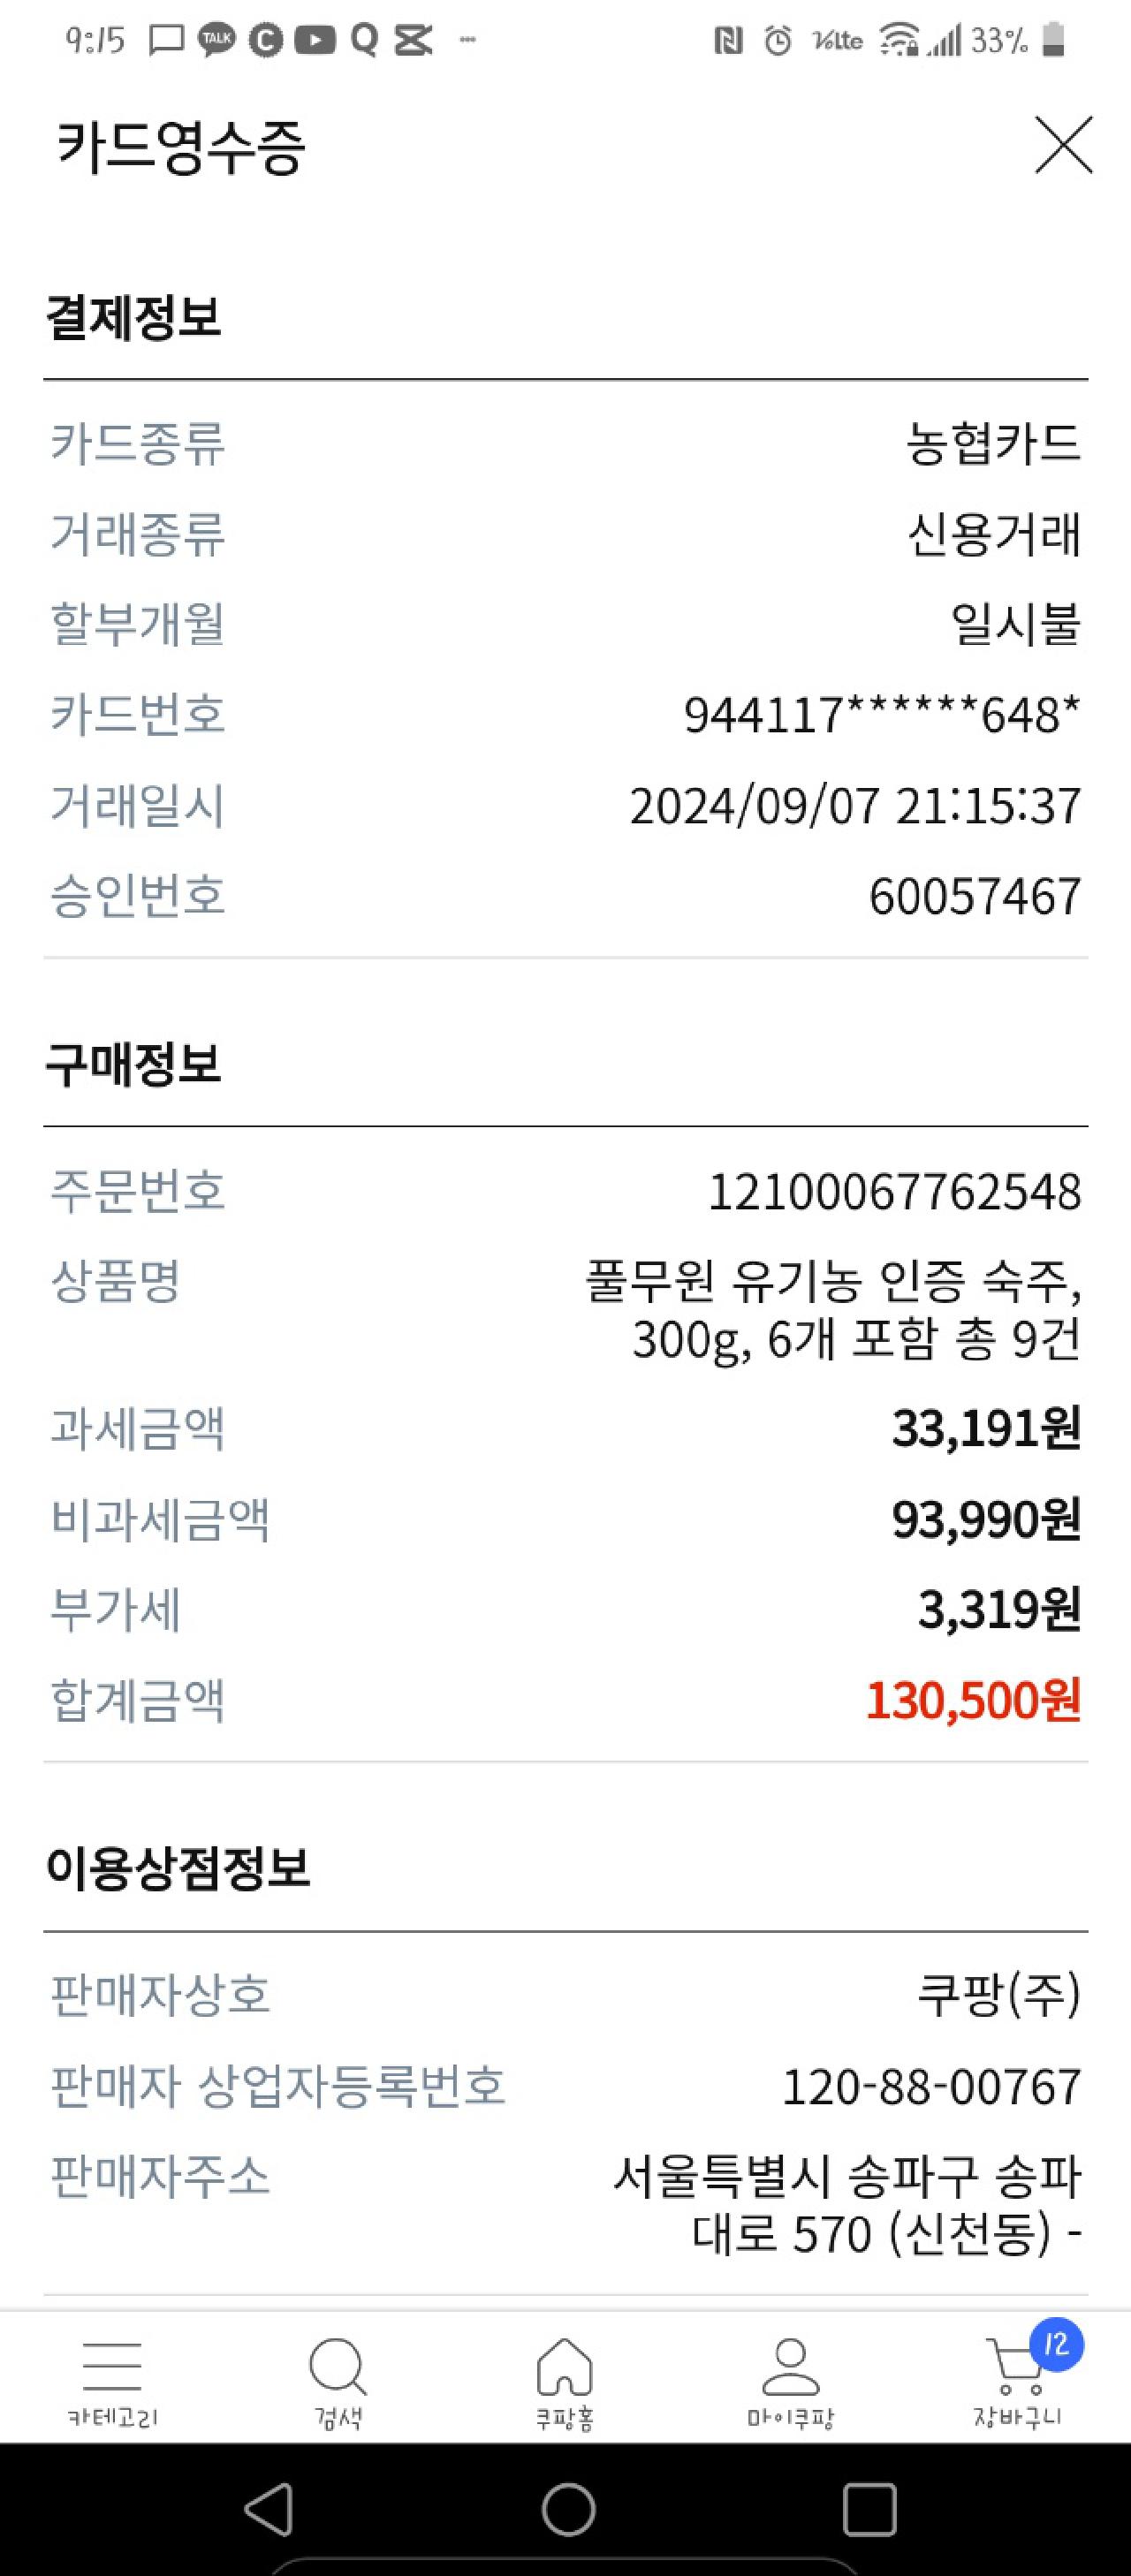 9:15 TALK C Q ... Volte 33%
카드영수증
결제정보
카드종류 농협카드
거래종류 신용거래
할부개월 일시불
카드번호 944117******648*
거래일시 2024/09/07 21:15:37
승인번호 60057467
구매정보
주문번호 12100067762548
상품명 풀무원 유기농 인증 숙주,
300g, 6개 포함 총 9건
과세금액 33,191원
비과세금액 93,990원
부가세 3,319원
합계금액 130,500원
이용상점정보
판매자상호 쿠팡(주)
판매자 상업자등록번호 120-88-00767
판매자주소 서울특별시 송파구 송파
대로 570 (신천동) -
12
카테고리 검색 쿠팡홈 마이쿠팡 장바구니